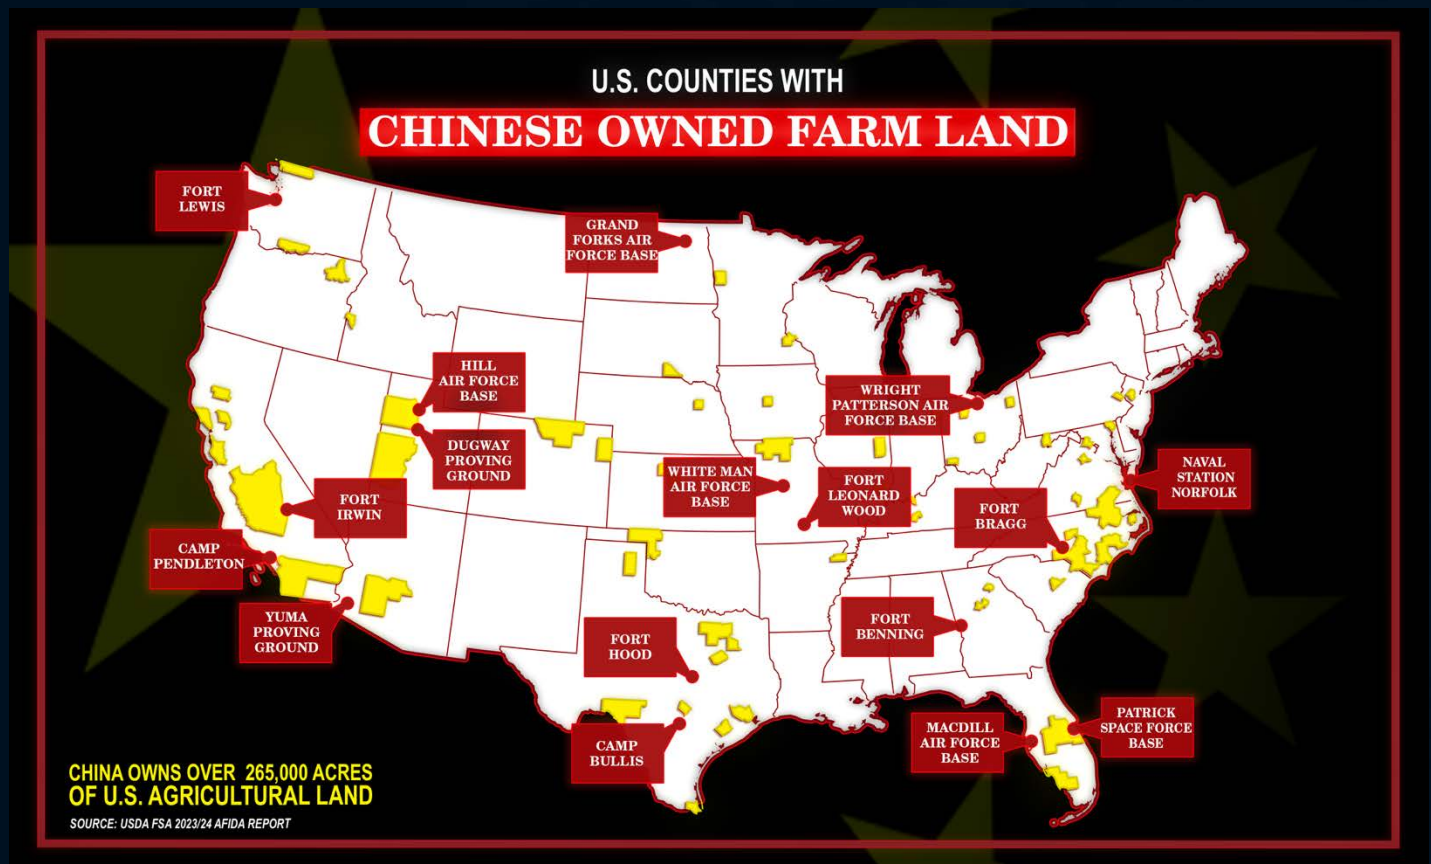 U.S. COUNTIES WITH
CHINESE OWNED FARM LAND
FORT
LEWIS
GRAND
FORKS AIR
FORCE BASE
HILL
AIR FORCE
BASE
WRIGHT
PATTERSON AIR
FORCE BASE
DUGWAY
PROVING
GROUND
WHITE MAN
AIR FORCE
BASE
FORT
LEONARD
WOOD
NAVAL
STATION
NORFOLK
FORT
IRWIN
FORT
BRAGG
CAMP
PENDLETON
YUMA
PROVING
GROUND
FORT
HOOD
FORT
BENNING
CAMP
BULLIS
MACDILL
AIR FORCE
BASE
PATRICK
SPACE FORCE
BASE
CHINA OWNS OVER 265,000 ACRES
OF U.S. AGRICULTURAL LAND
SOURCE: USDA FSA 2023/24 AFIDA REPORT